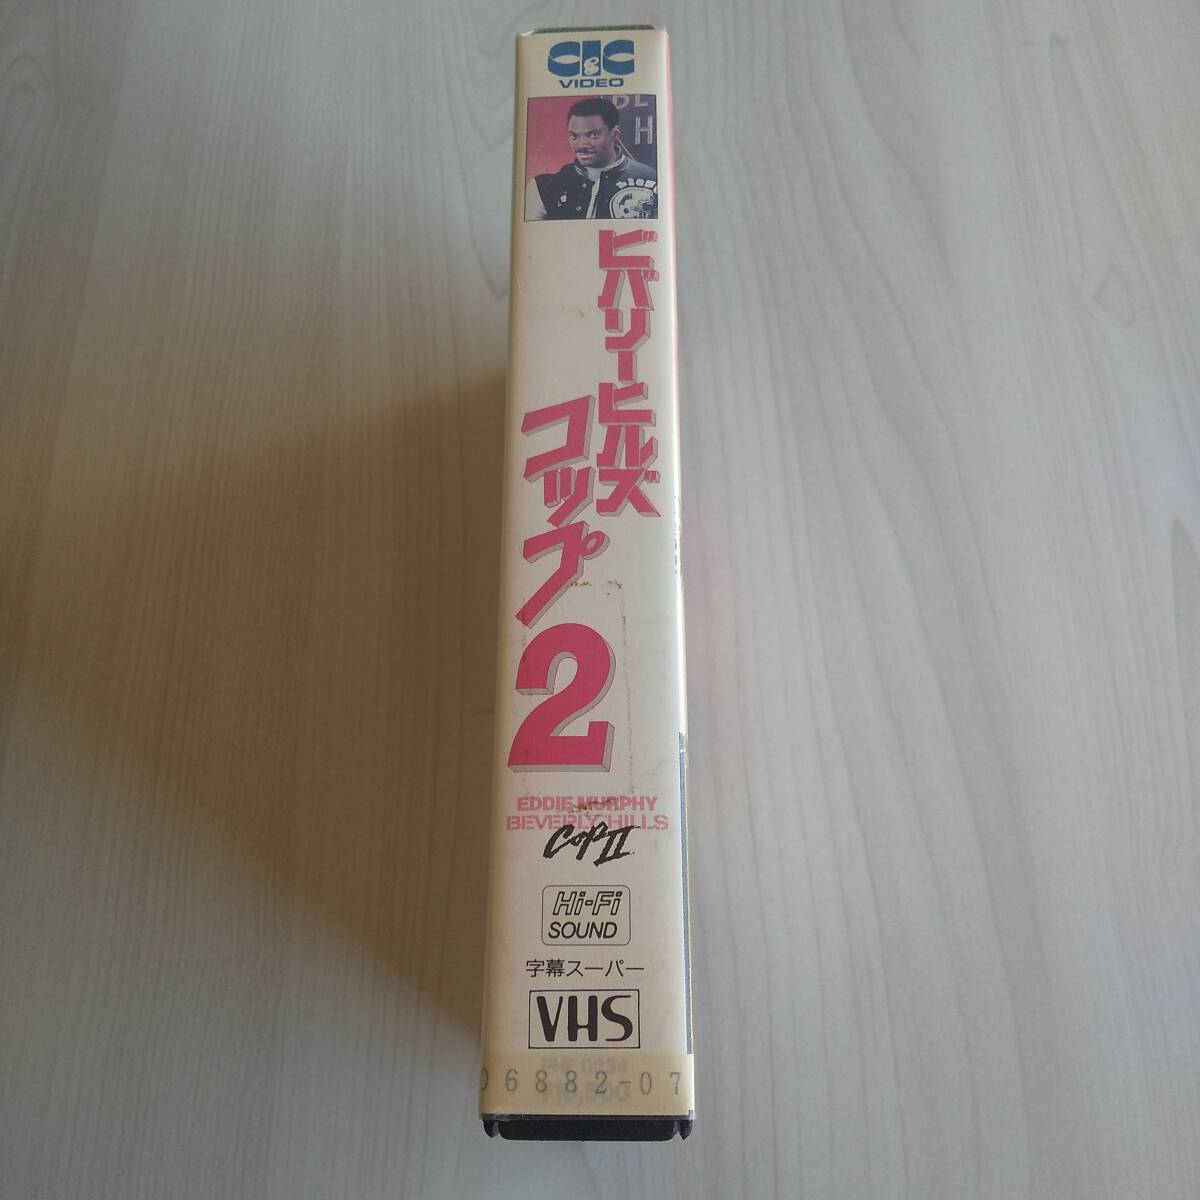 CIC
VIDEO
ビバリーヒルズ
コップ
2
EDDIE MURPHY
BEVERLY HILLS
COP II
Hi-Fi
SOUND
字幕スーパー
VHS
06882-07